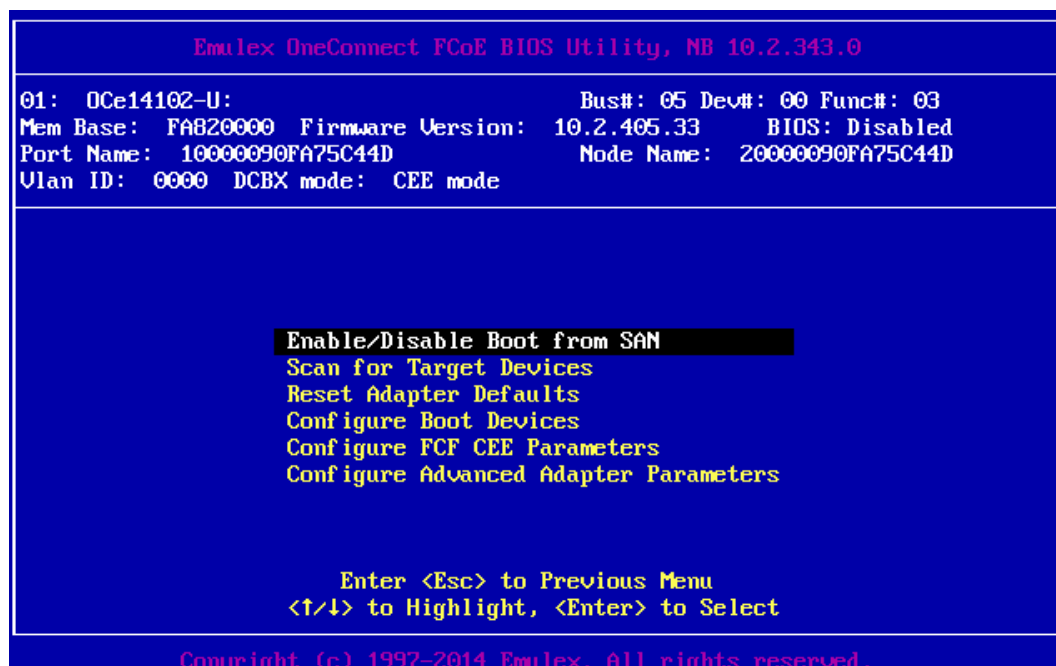 Emulex OneConnect FCoE BIOS Utility, NB 10.2.343.0
01: OCe14102-U: Bus#: 05 Dev#: 00 Func#: 03
Mem Base: FA820000 Firmware Version: 10.2.405.33 BIOS: Disabled
Port Name: 10000090FA75C44D Node Name: 20000090FA75C44D
Vlan ID: 0000 DCBX mode: CEE mode
Enable/Disable Boot from SAN
Scan for Target Devices
Reset Adapter Defaults
Configure Boot Devices
Configure FCF CEE Parameters
Configure Advanced Adapter Parameters
Enter <Esc> to Previous Menu
<↑/↓> to Highlight, <Enter> to Select
Copyright (c) 1997-2014 Emulex. All rights reserved.